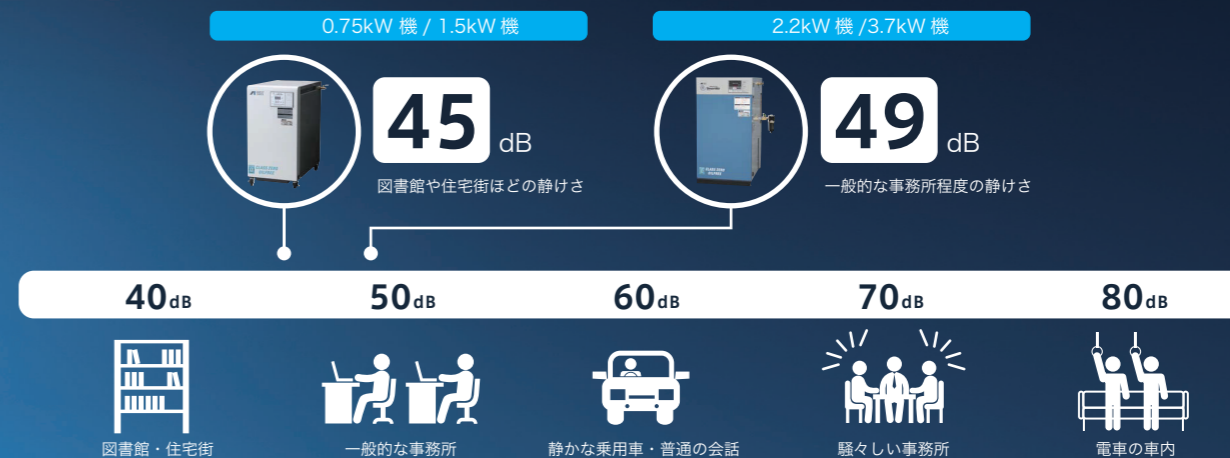 0.75kW 機 / 1.5kW 機
2.2kW 機 /3.7kW 機
45 dB
49 dB
図書館や住宅街ほどの静けさ
一般的な事務所程度の静けさ
40dB 50dB 60dB 70dB 80dB
図書館・住宅街
一般的な事務所
静かな乗用車・普通の会話
騒々しい事務所
電車の車内